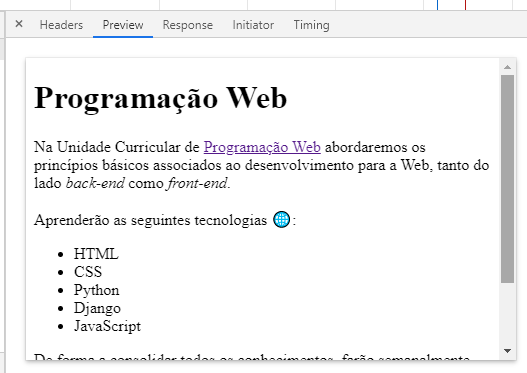 × Headers Preview Response Initiator Timing
Programação Web
Na Unidade Curricular de Programação Web abordaremos os
princípios básicos associados ao desenvolvimento para a Web, tanto do
lado back-end como front-end.
Aprenderão as seguintes tecnologias 🌐:
• HTML
• CSS
• Python
• Django
• JavaScript
De forma a consolidar todos os conhecimentos, farão semanalmente